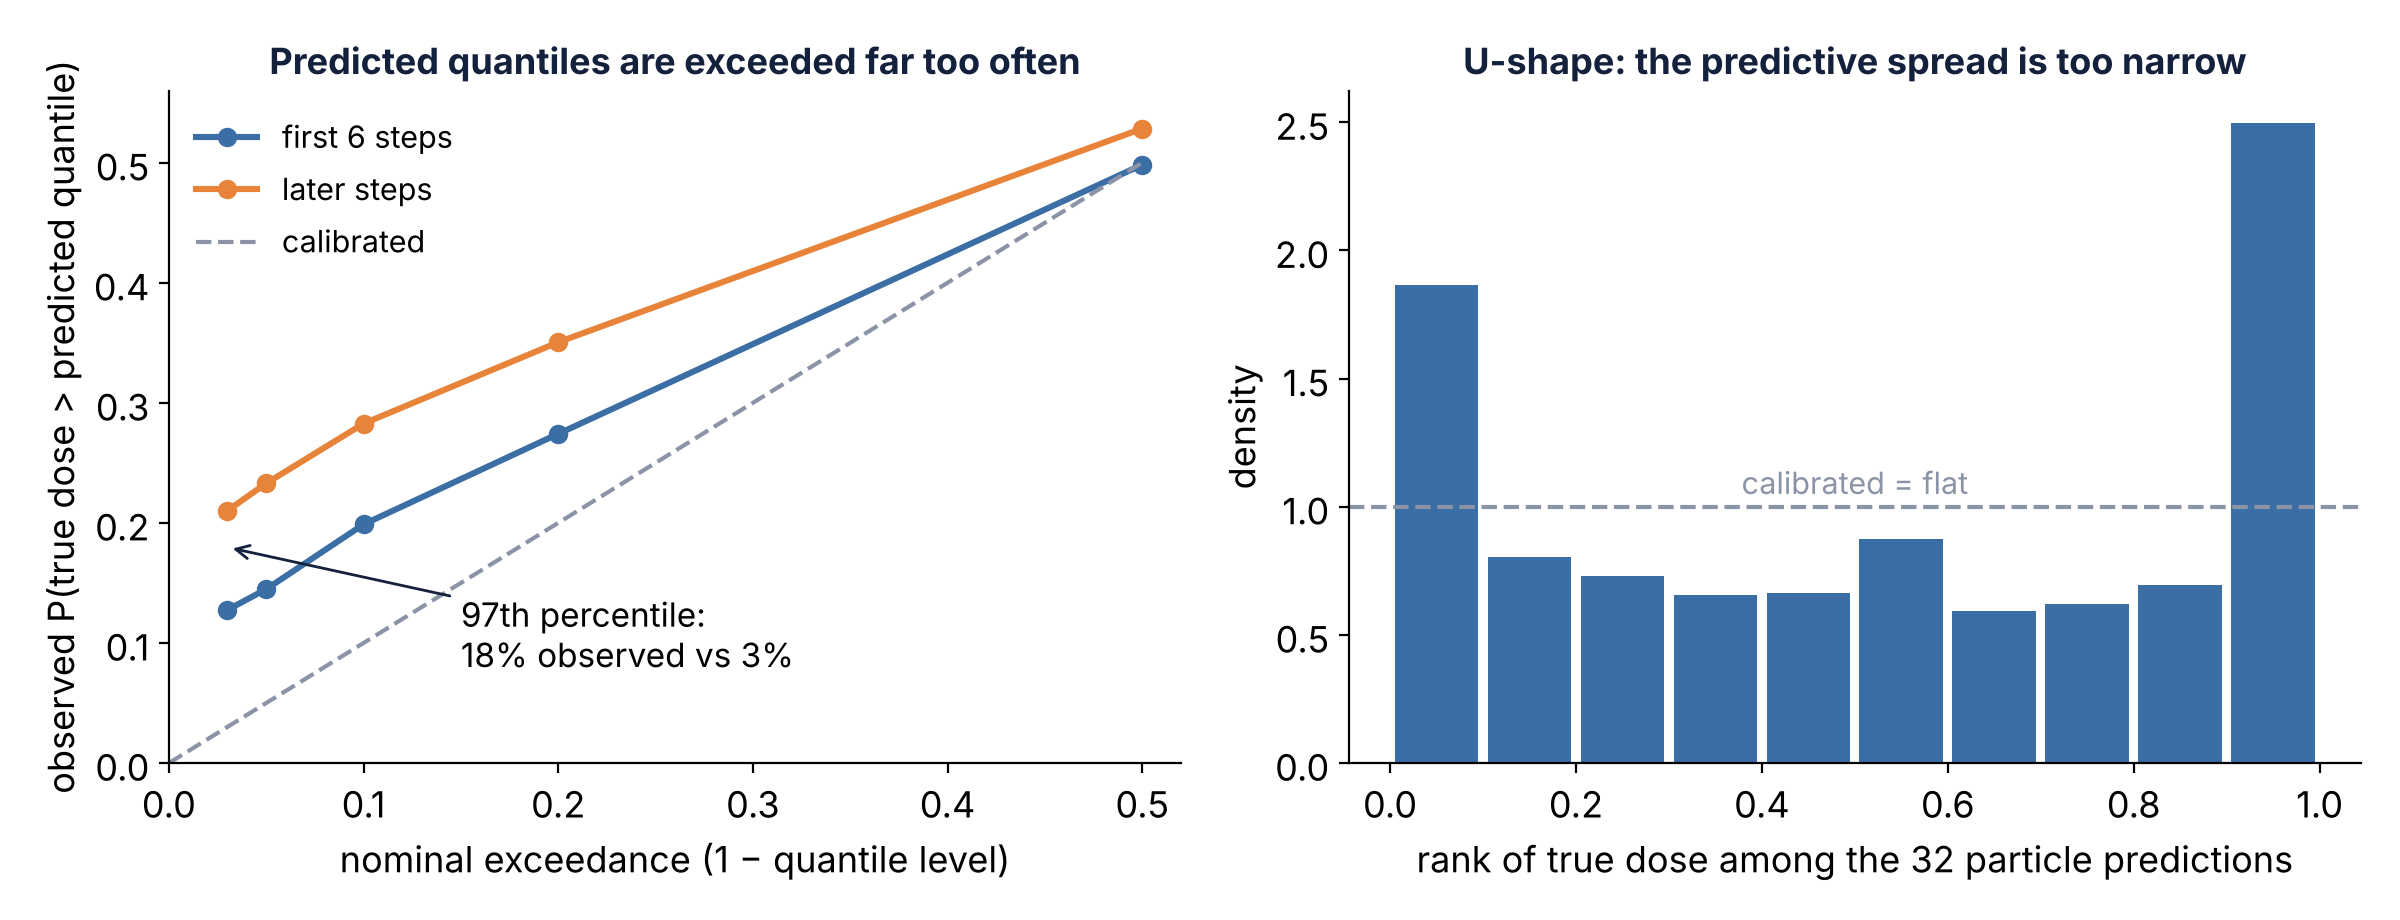 Predicted quantiles are exceeded far too often
observed P(true dose > predicted quantile)
first 6 steps
later steps
calibrated
0.5
0.4
0.3
0.2
0.1
0.0
97th percentile:
18% observed vs 3%
0.0 0.1 0.2 0.3 0.4 0.5
nominal exceedance (1 − quantile level)
U-shape: the predictive spread is too narrow
density
2.5
2.0
1.5
1.0
0.5
0.0
calibrated = flat
0.0 0.2 0.4 0.6 0.8 1.0
rank of true dose among the 32 particle predictions